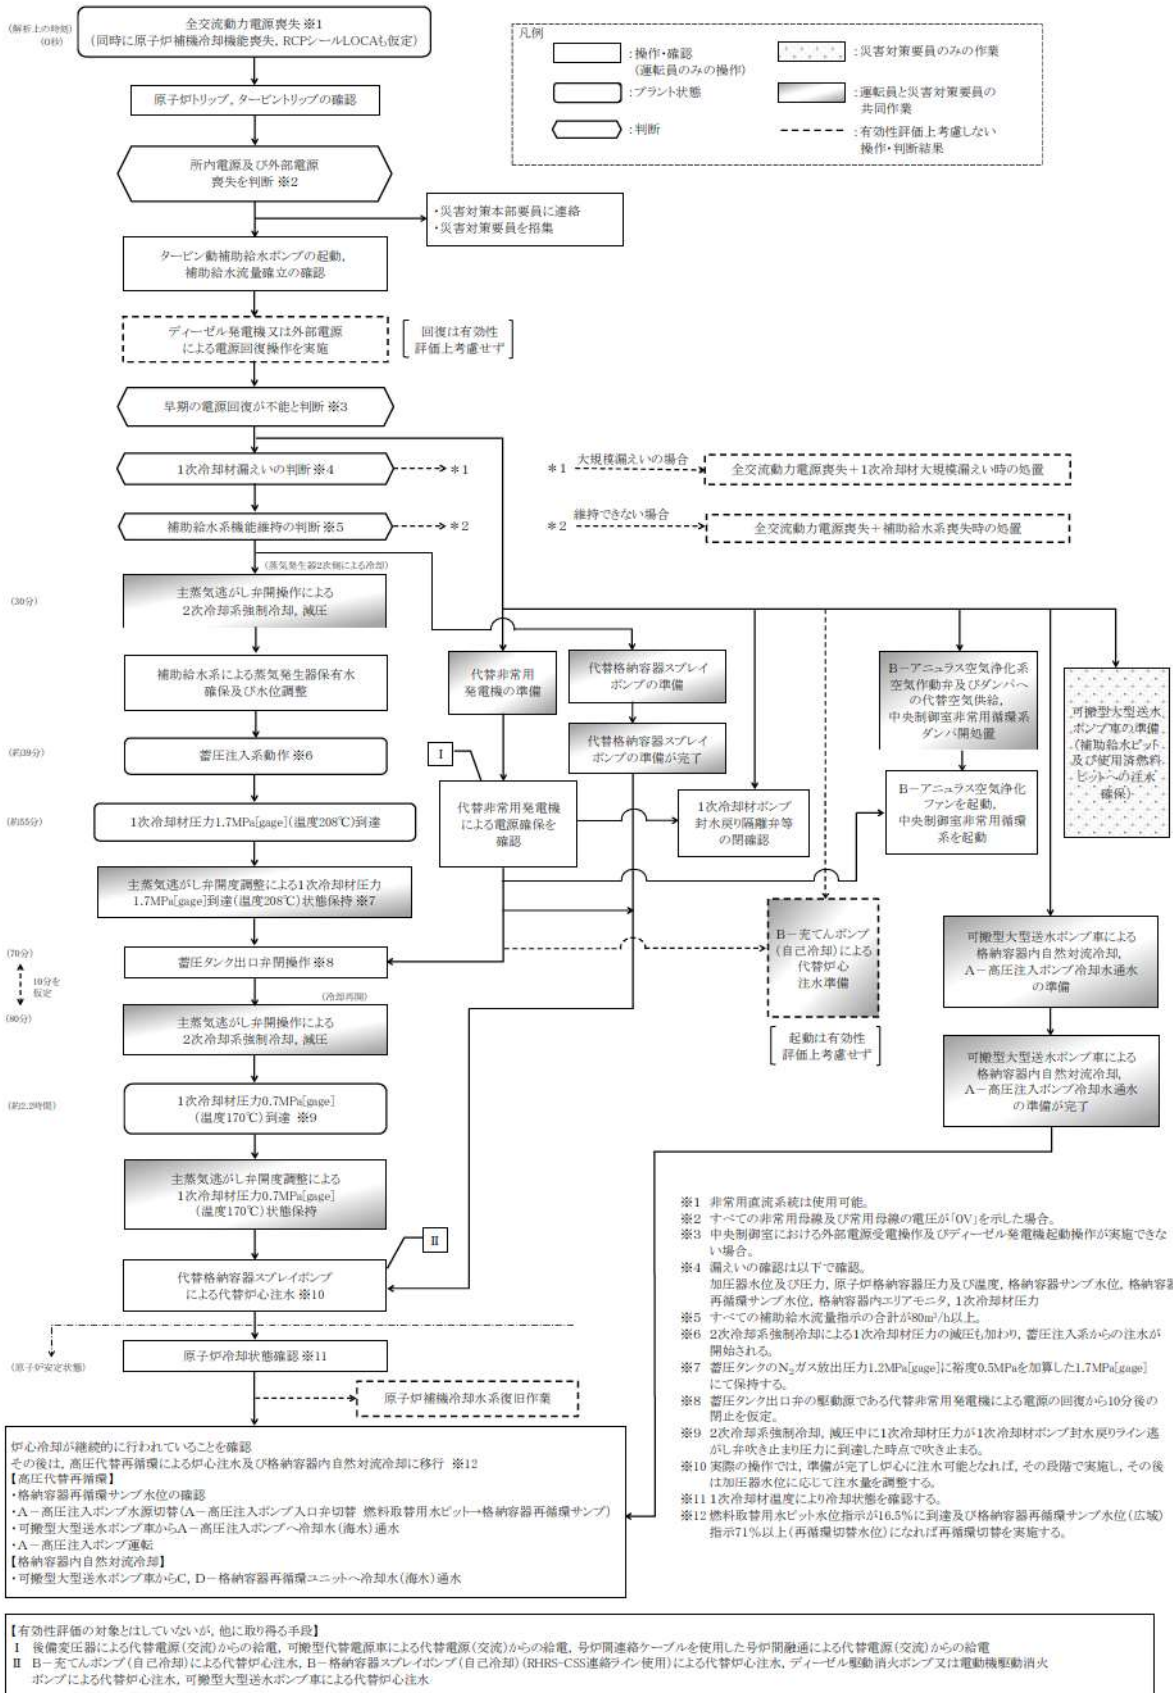 (解析上の時刻)
(0秒)
全交流動力電源喪失 ※1
(同時に原子炉補機冷却機能喪失, RCPシールLOCAも仮定)
原子炉トリップ, タービントリップの確認
所内電源及び外部電源
喪失を判断 ※2
・災害対策本部要員に連絡
・災害対策要員を招集
タービン動補助給水ポンプの起動,
補助給水流量確立の確認
ディーゼル発電機又は外部電源
による電源回復操作を実施
回復は有効性
評価上考慮せず
早期の電源回復が不能と判断 ※3
1次冷却材漏えいの判断 ※4
＊1
補助給水系機能維持の判断 ※5
＊2
凡例
：操作・確認
(運転員のみの操作)
：プラント状態
：判断
：災害対策要員のみの作業
：運転員と災害対策要員の
共同作業
：有効性評価上考慮しない
操作・判断結果
＊1
大規模漏えいの場合
全交流動力電源喪失＋1次冷却材大規模漏えい時の処置
＊2
維持できない場合
全交流動力電源喪失＋補助給水系喪失時の処置
(蒸気発生器2次側による冷却)
(30分)
主蒸気逃がし弁開操作による
2次冷却系強制冷却, 減圧
補助給水系による蒸気発生器保有水
確保及び水位調整
(約39分)
蓄圧注入系動作 ※6
(約55分)
1次冷却材圧力1.7MPa[gage](温度208℃)到達
主蒸気逃がし弁開度調整による1次冷却材圧力
1.7MPa[gage]到達(温度208℃)状態保持 ※7
(70分)
蓄圧タンク出口弁閉操作 ※8
10分を
仮定
(冷却再開)
(80分)
主蒸気逃がし弁開操作による
2次冷却系強制冷却, 減圧
(約2.2時間)
1次冷却材圧力0.7MPa[gage]
(温度170℃)到達 ※9
主蒸気逃がし弁開度調整による
1次冷却材圧力0.7MPa[gage]
(温度170℃)状態保持
Ⅱ
代替格納容器スプレイポンプ
による代替炉心注水 ※10
(原子炉安定状態)
原子炉冷却状態確認 ※11
原子炉補機冷却水系復旧作業
代替非常用
発電機の準備
Ⅰ
代替非常用発電機
による電源確保を
確認
代替格納容器スプレイ
ポンプの準備
代替格納容器スプレイ
ポンプの準備が完了
1次冷却材ポンプ
封水戻り隔離弁等
の閉確認
B－充てんポンプ
(自己冷却)による
代替炉心
注水準備
起動は有効性
評価上考慮せず
B－アニュラス空気浄化系
空気作動弁及びダンパへ
の代替空気供給,
中央制御室非常用循環系
ダンパ開処置
B－アニュラス空気浄化
ファンを起動,
中央制御室非常用循環
系を起動
可搬型大型送水
ポンプ車の準備
(補助給水ピット
及び使用済燃料
ピットへの注水
確保)
可搬型大型送水ポンプ車による
格納容器内自然対流冷却,
A－高圧注入ポンプ冷却水通水
の準備
可搬型大型送水ポンプ車による
格納容器内自然対流冷却,
A－高圧注入ポンプ冷却水通水
の準備が完了
炉心冷却が継続的に行われていることを確認
その後は, 高圧代替再循環による炉心注水及び格納容器内自然対流冷却に移行 ※12
【高圧代替再循環】
・格納容器再循環サンプ水位の確認
・A－高圧注入ポンプ水源切替(A－高圧注入ポンプ入口弁切替 燃料取替用水ピット→格納容器再循環サンプ)
・可搬型大型送水ポンプ車からA－高圧注入ポンプへ冷却水(海水)通水
・A－高圧注入ポンプ運転
【格納容器内自然対流冷却】
・可搬型大型送水ポンプ車からC, D－格納容器再循環ユニットへ冷却水(海水)通水
※1 非常用直流系統は使用可能。
※2 すべての非常用母線及び常用母線の電圧が「0V」を示した場合。
※3 中央制御室における外部電源受電操作及びディーゼル発電機起動操作が実施できな
い場合。
※4 漏えいの確認は以下で確認。
加圧器水位及び圧力, 原子炉格納容器圧力及び温度, 格納容器サンプ水位, 格納容器
再循環サンプ水位, 格納容器内エリアモニタ, 1次冷却材圧力
※5 すべての補助給水流量指示の合計が80m³/h以上。
※6 2次冷却系強制冷却による1次冷却材圧力の減圧も加わり, 蓄圧注入系からの注水が
開始される。
※7 蓄圧タンクのN₂ガス放出圧力1.2MPa[gage]に裕度0.5MPaを加算した1.7MPa[gage]
にて保持する。
※8 蓄圧タンク出口弁の駆動源である代替非常用発電機による電源の回復から10分後の
閉止を仮定。
※9 2次冷却系強制冷却, 減圧中に1次冷却材圧力が1次冷却材ポンプ封水戻りライン逃
がし弁吹き止まり圧力に到達した時点で吹き止まる。
※10 実際の操作では, 準備が完了し炉心に注水可能となれば, その段階で実施し, その後
は加圧器水位に応じて注水量を調整する。
※11 1次冷却材温度により冷却状態を確認する。
※12 燃料取替用水ピット水位指示が16.5%に到達及び格納容器再循環サンプ水位(広域)
指示71%以上(再循環切替水位)になれば再循環切替を実施する。
【有効性評価の対象とはしていないが, 他に取り得る手段】
Ⅰ 後備変圧器による代替電源(交流)からの給電, 可搬型代替電源車による代替電源(交流)からの給電, 号炉間連絡ケーブルを使用した号炉間融通による代替電源(交流)からの給電
Ⅱ B－充てんポンプ(自己冷却)による代替炉心注水, B－格納容器スプレイポンプ(自己冷却)(RHRS-CSS連絡ライン使用)による代替炉心注水, ディーゼル駆動消火ポンプ又は電動機駆動消火
ポンプによる代替炉心注水, 可搬型大型送水ポンプ車による代替炉心注水